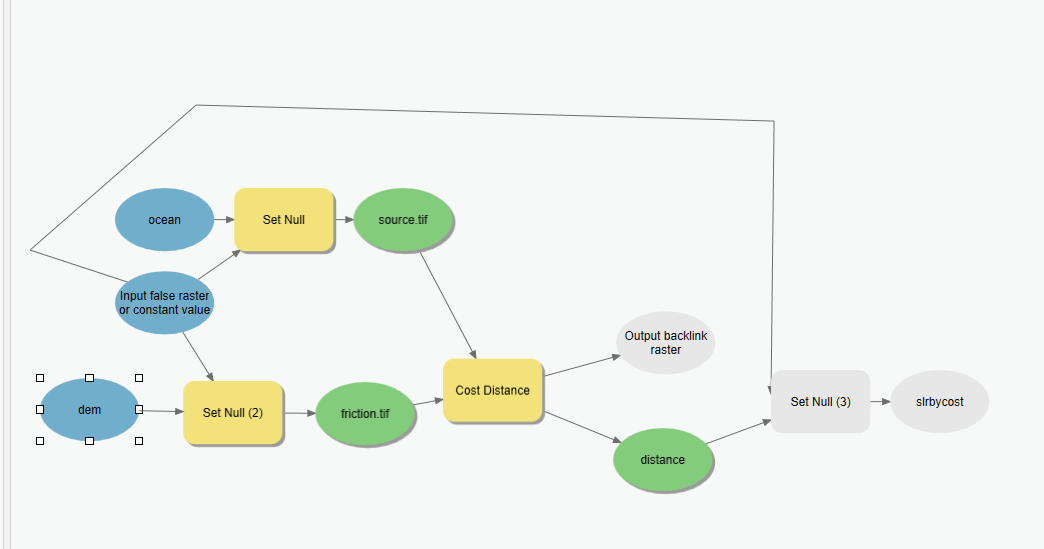 ocean
Set Null
source.tif
Input false raster
or constant value
Output backlink
raster
Cost Distance
dem
Set Null (2)
friction.tif
Set Null (3)
slrbycost
distance